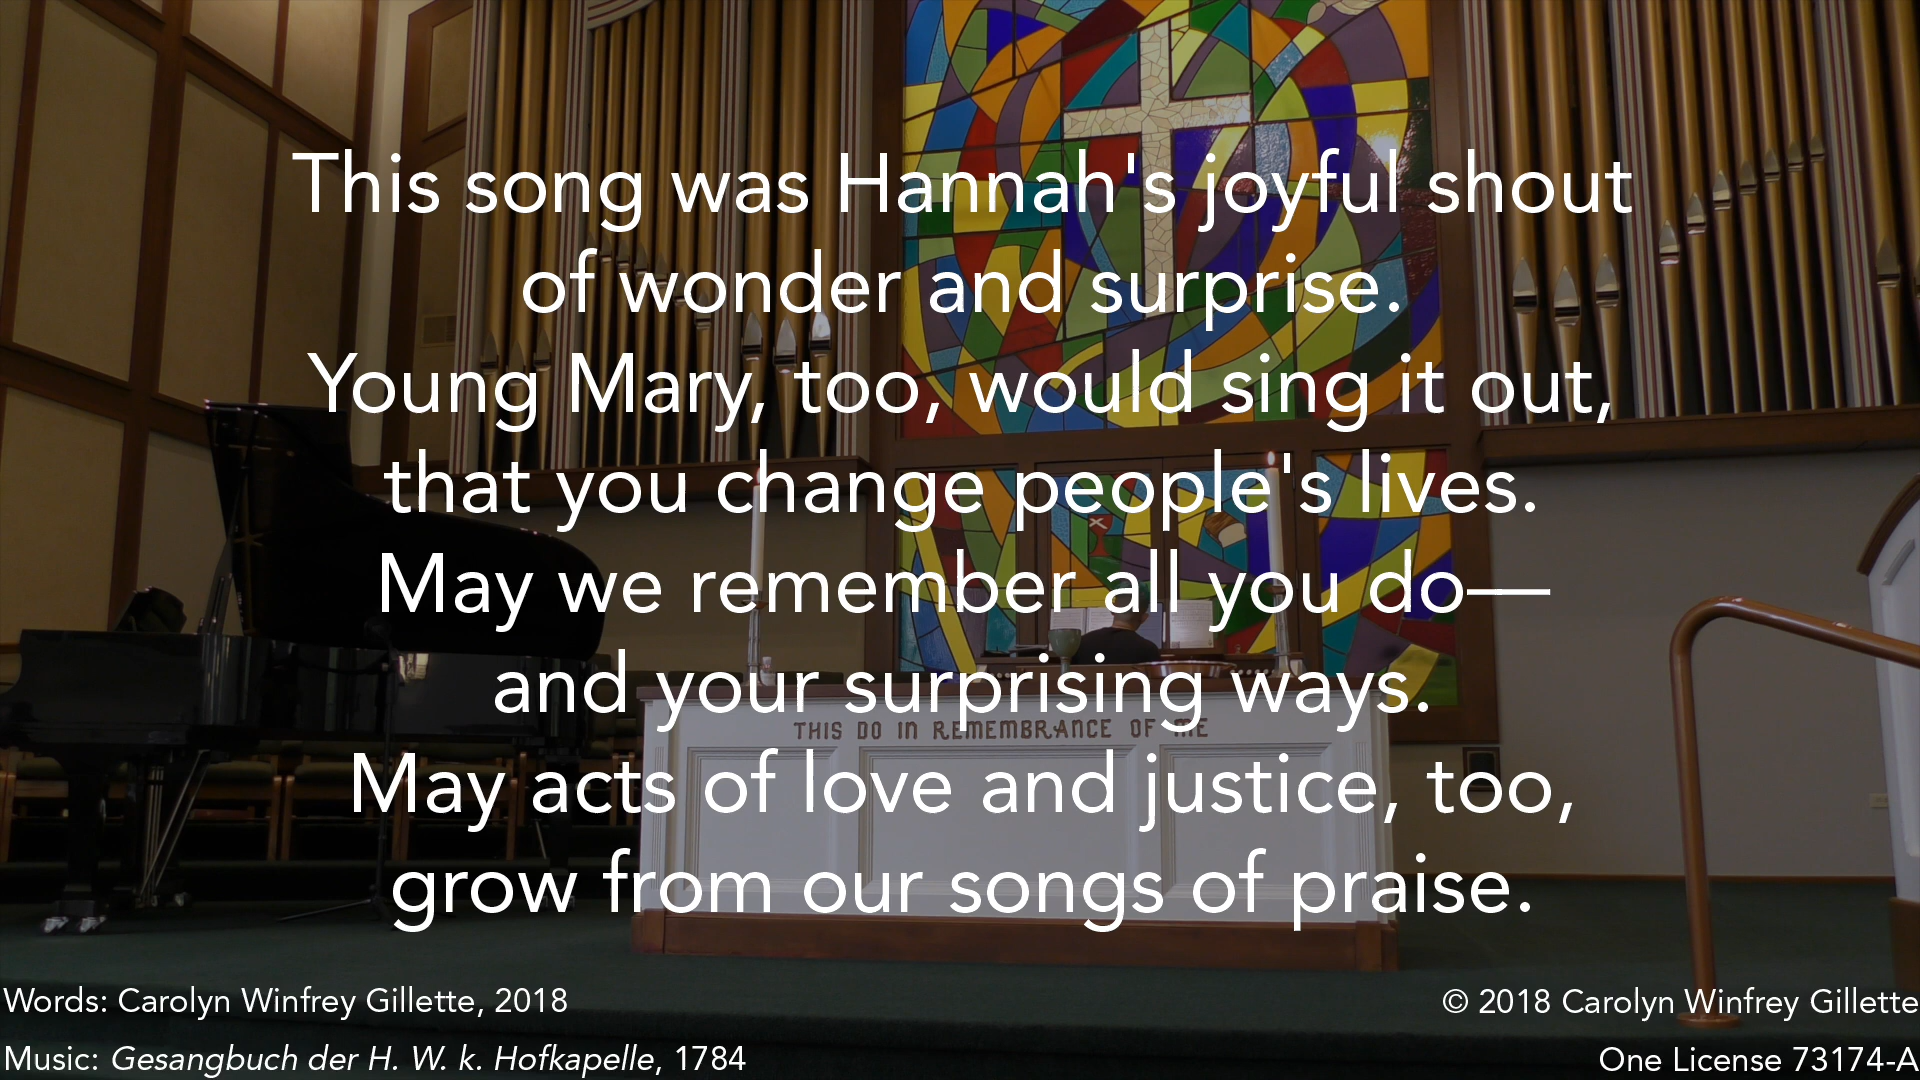 This song was Hannah's joyful shout
of wonder and surprise.
Young Mary, too, would sing it out,
that you change people's lives.
May we remember all you do—
and your surprising ways.
THIS DO IN REMEMBRANCE OF ME
May acts of love and justice, too,
grow from our songs of praise.
Words: Carolyn Winfrey Gillette, 2018
© 2018 Carolyn Winfrey Gillette
Music: Gesangbuch der H. W. k. Hofkapelle, 1784
One License 73174-A